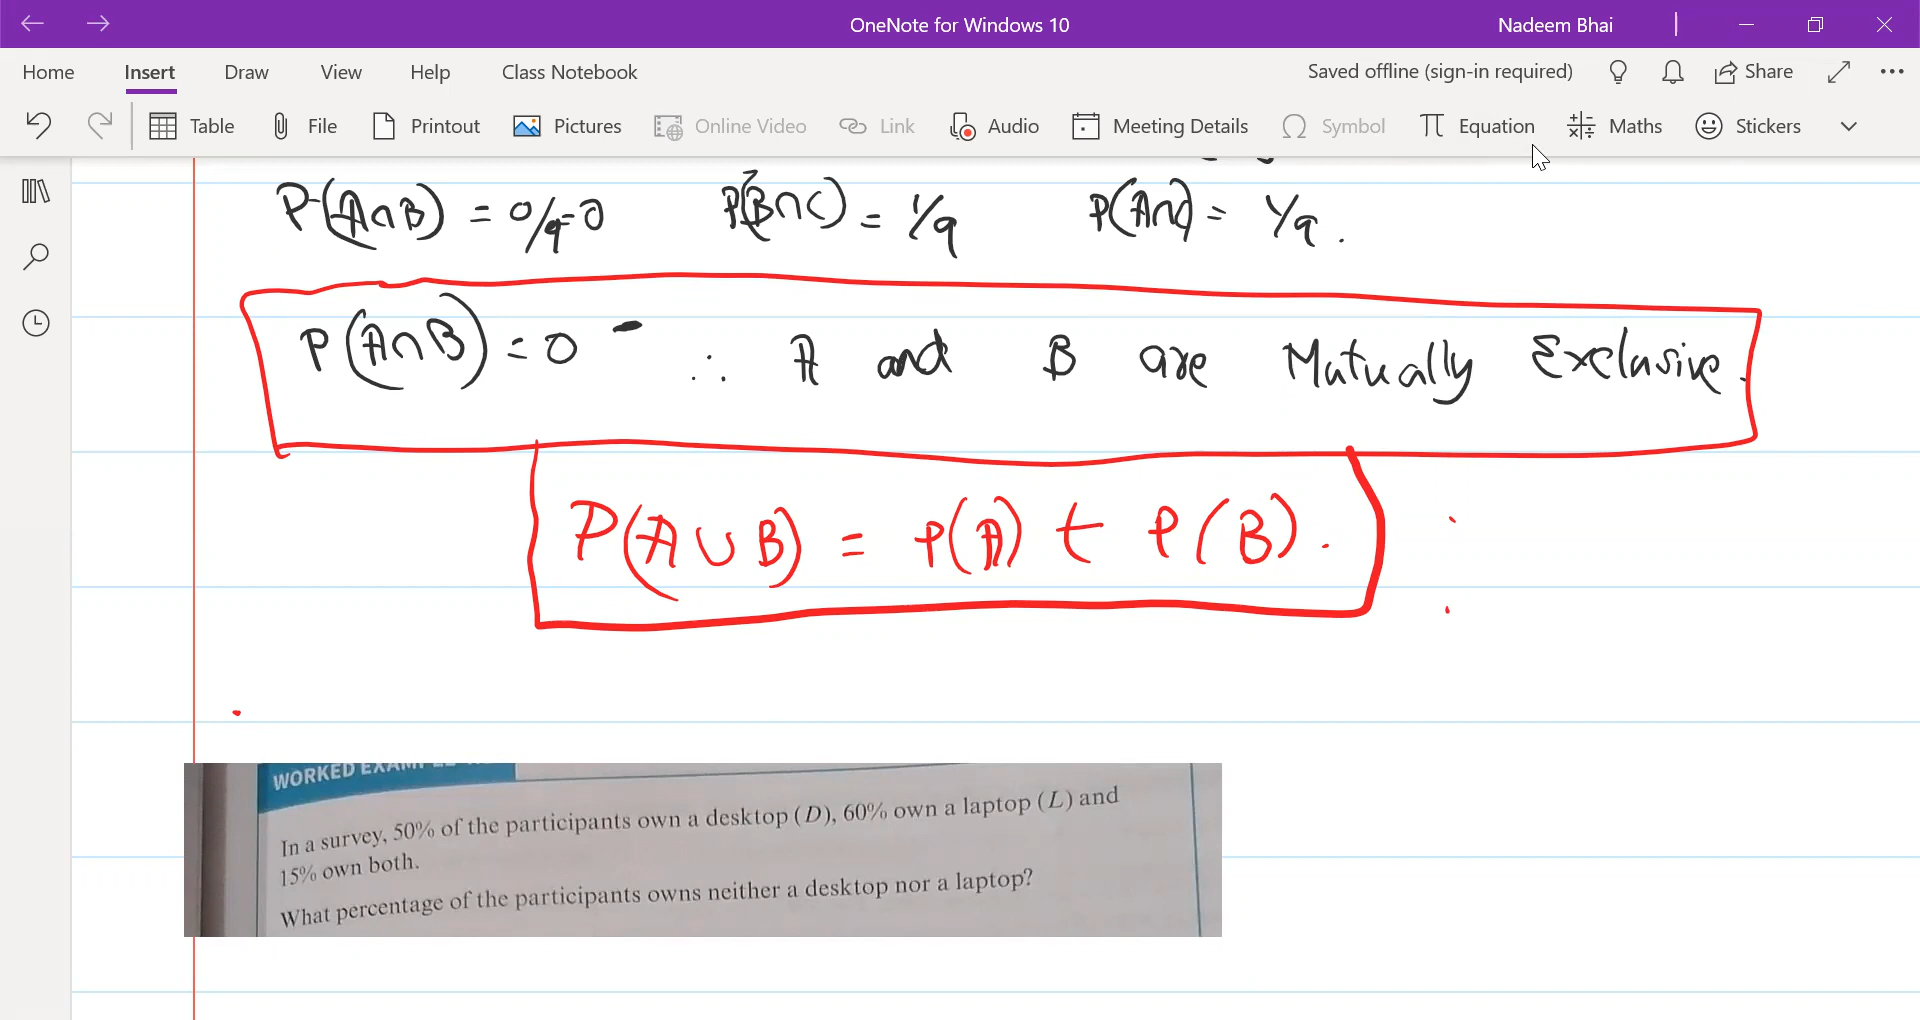 OneNote for Windows 10
Nadeem Bhai
Home Insert Draw View Help Class Notebook
Saved offline (sign-in required) Share
Table File Printout Pictures Online Video Link Audio Meeting Details Symbol Equation Maths Stickers
P(A∩B) = 0/9=0 P(B∩C) = 1/9 P(A∩C) = 1/9.
P(A∩B) = 0 ∴ A and B are Mutually Exclusive.
P(A∪B) = P(A) + P(B).
WORKED
In a survey, 50% of the participants own a desktop (D), 60% own a laptop (L) and
15% own both.
What percentage of the participants owns neither a desktop nor a laptop?